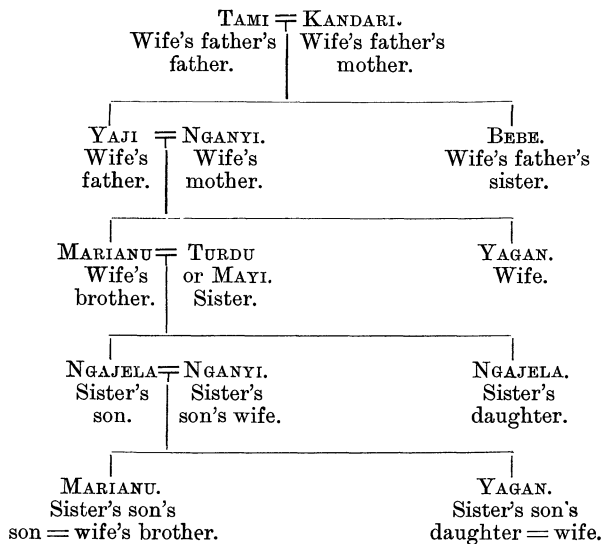 TAMI = KANDARI.
Wife's father's Wife's father's
father. mother.
YAJI = NGANYI. BEBE.
Wife's Wife's Wife's father's
father. mother. sister.
MARIANU = TURDU YAGAN.
Wife's or MAYI. Wife.
brother. Sister.
NGAJELA = NGANYI. NGAJELA.
Sister's Sister's Sister's
son. son's wife. daughter.
MARIANU. YAGAN.
Sister's son's Sister's son's
son = wife's brother. daughter = wife.